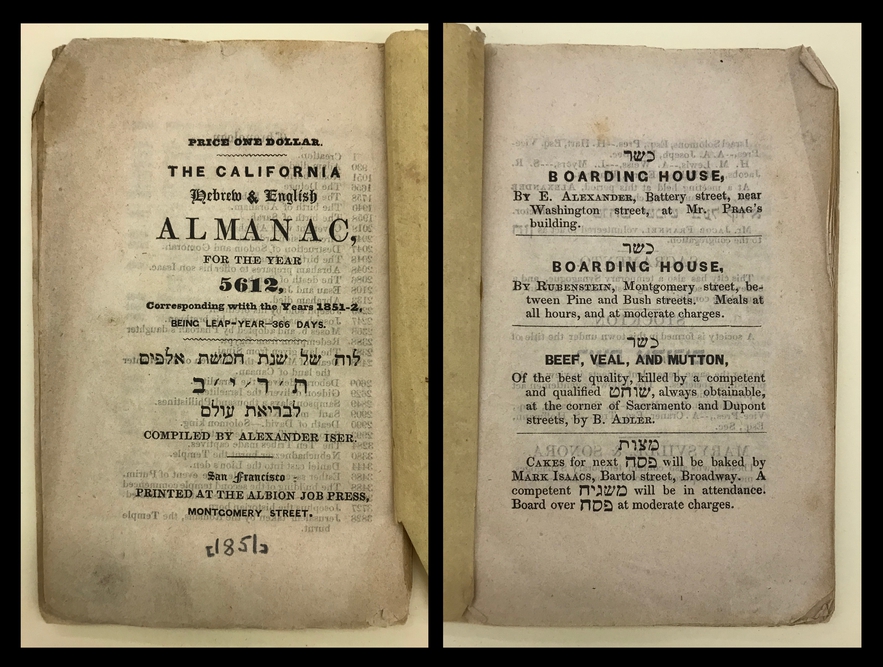 PRICE ONE DOLLAR.
THE CALIFORNIA
Hebrew & English
ALMANAC,
FOR THE YEAR
5612,
Corresponding wtith the Years 1851-2,
BEING LEAP-YEAR—366 DAYS.
לוה של שנת חמשת אלפים
ת״ר״י״ב
לבריאת עולם
COMPILED BY ALEXANDER ISER.
San Francisco:
PRINTED AT THE ALBION JOB PRESS,
MONTGOMERY STREET.
[1851]
כשר
BOARDING HOUSE,
BY E. ALEXANDER, Battery street, near
Washington street, at Mr. PRAG'S
building.
כשר
BOARDING HOUSE,
BY RUBENSTEIN, Montgomery street, be-
tween Pine and Bush streets. Meals at
all hours, and at moderate charges.
כשר
BEEF, VEAL, AND MUTTON,
Of the best quality, killed by a competent
and qualified שוחט, always obtainable,
at the corner of Sacramento and Dupont
streets, by B. ADLER.
מצות
CAKES for next פסח will be baked by
MARK ISAACS, Bartol street, Broadway. A
competent משגיח will be in attendance.
Board over פסח at moderate charges.